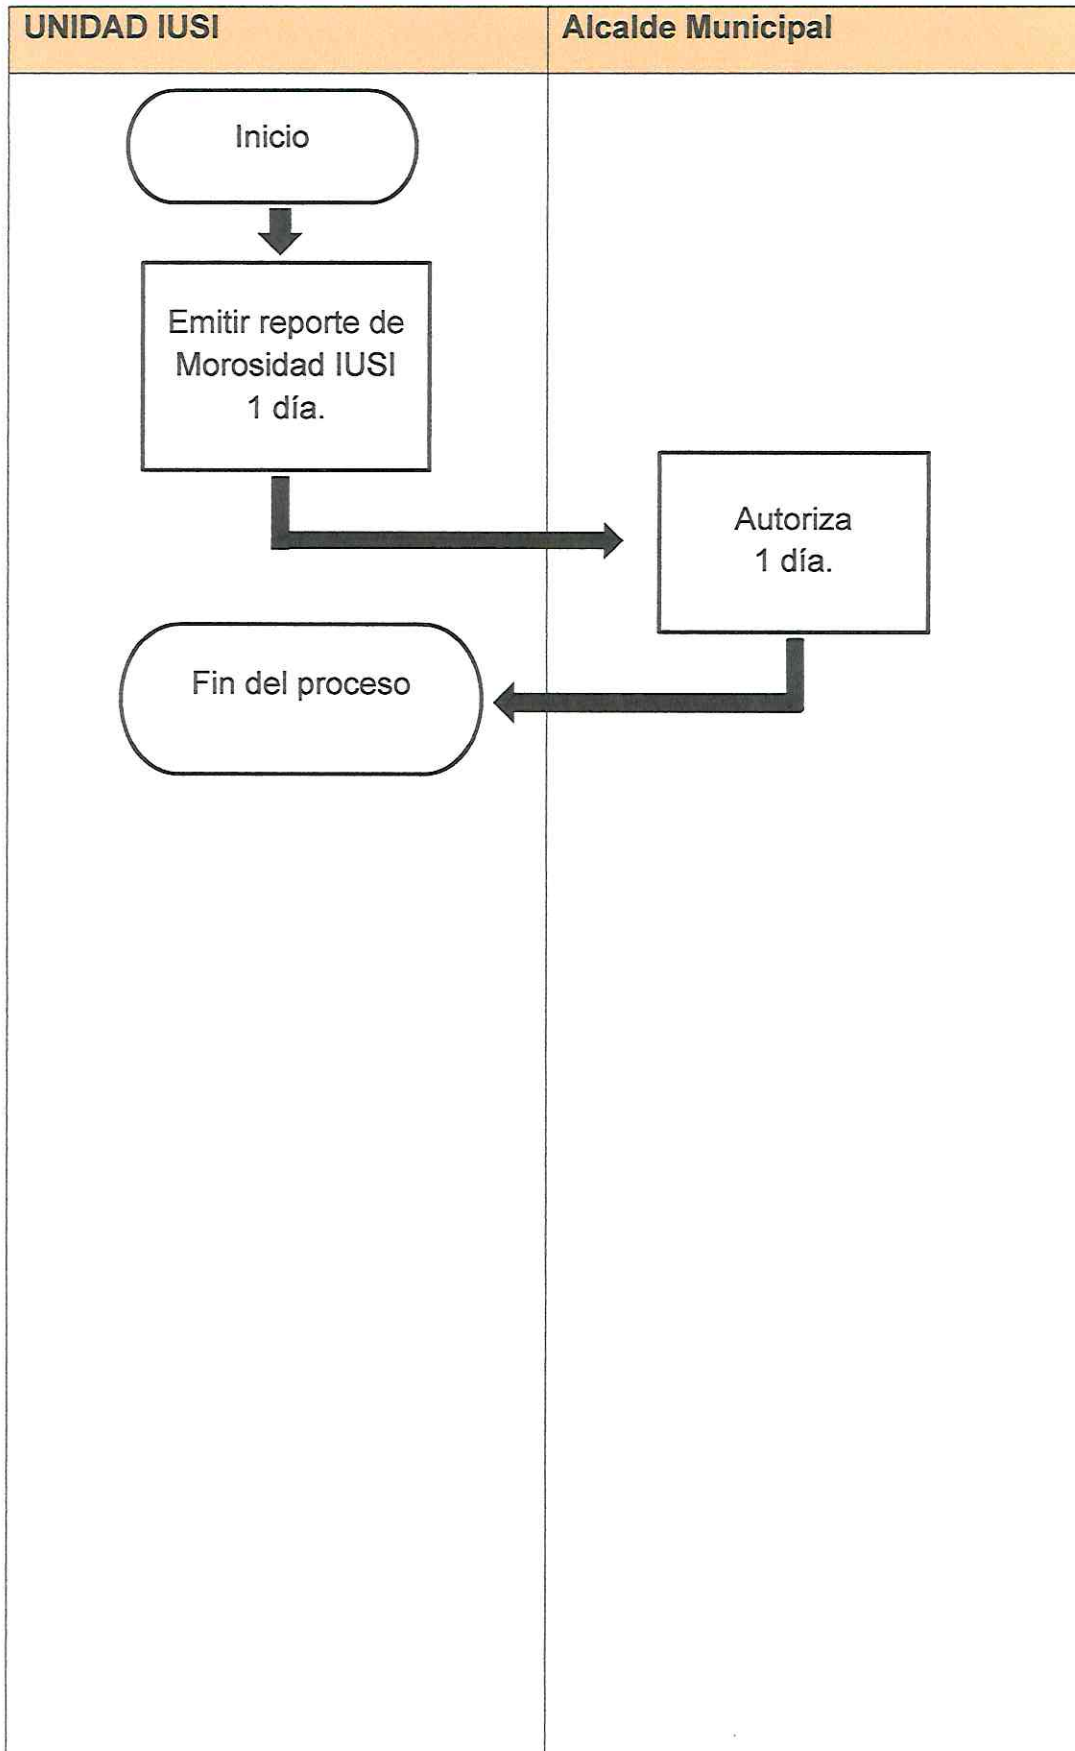 UNIDAD IUSI
Alcalde Municipal
Inicio
Emitir reporte de
Morosidad IUSI
1 día.
Autoriza
1 día.
Fin del proceso